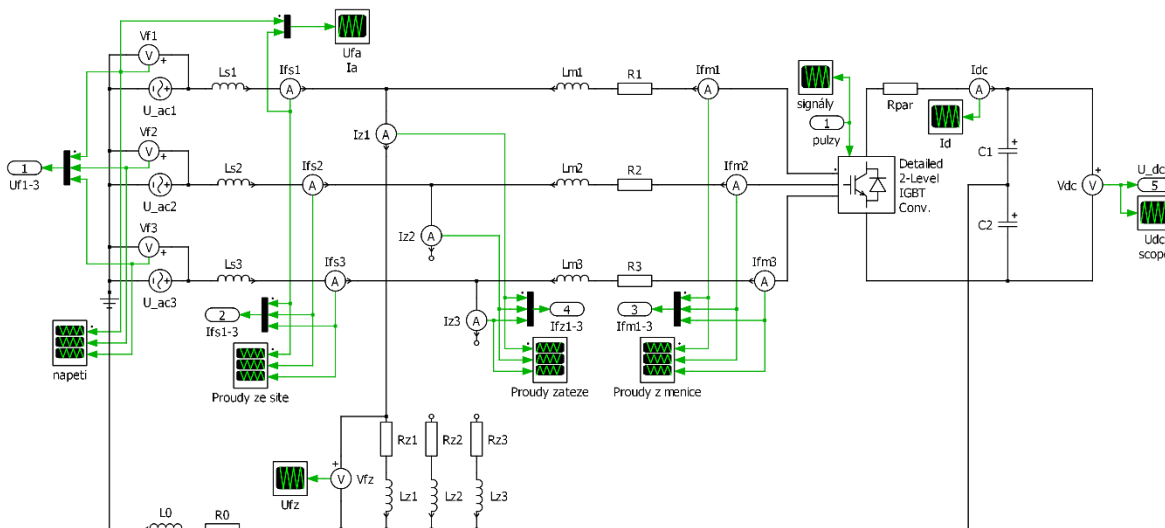 Vf1
V
U_ac1
Vf2
V
U_ac2
Vf3
V
U_ac3
1
Uf1-3
napeti
Ls1
Ifs1
A
Ls2
Ifs2
A
Ls3
Ifs3
A
Ufa
Ia
2
Ifs1-3
Proudy ze site
Iz1
A
Iz2
A
Iz3
A
4
Ifz1-3
Proudy zateze
Lm1
R1
Ifm1
A
Lm2
R2
Ifm2
A
Lm3
R3
Ifm3
A
3
Ifm1-3
Proudy z menice
signály
1
pulzy
Detailed
2-Level
IGBT
Conv.
Rpar
Idc
A
Id
C1
C2
Vdc
V
U_dc
5
Udc
scope
Ufz
V
Vfz
Rz1
Rz2
Rz3
Lz1
Lz2
Lz3
L0
R0